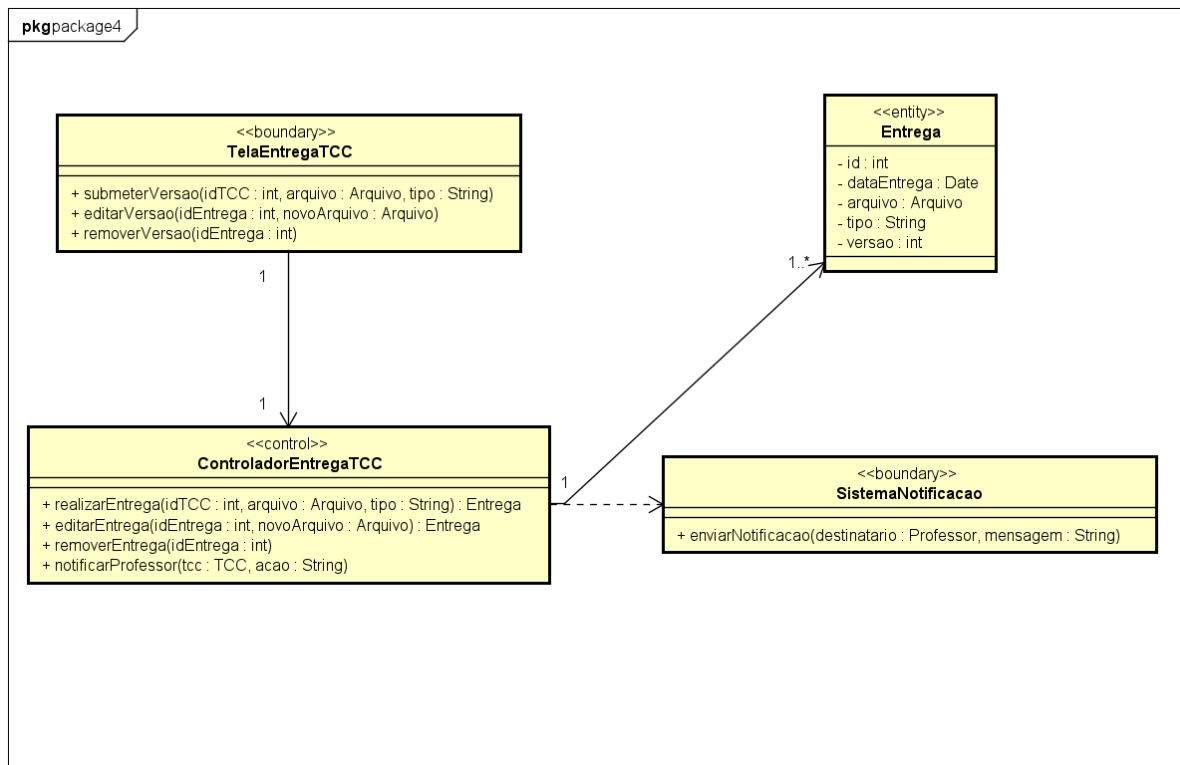 pkg package4
<<boundary>>
TelaEntregaTCC
+ submeterVersao(idTCC : int, arquivo : Arquivo, tipo : String)
+ editarVersao(idEntrega : int, novoArquivo : Arquivo)
+ removerVersao(idEntrega : int)
<<entity>>
Entrega
- id : int
- dataEntrega : Date
- arquivo : Arquivo
- tipo : String
- versao : int
1
1..*
1
<<control>>
ControladorEntregaTCC
+ realizarEntrega(idTCC : int, arquivo : Arquivo, tipo : String) : Entrega
+ editarEntrega(idEntrega : int, novoArquivo : Arquivo) : Entrega
+ removerEntrega(idEntrega : int)
+ notificarProfessor(tcc : TCC, acao : String)
1
<<boundary>>
SistemaNotificacao
+ enviarNotificacao(destinatario : Professor, mensagem : String)